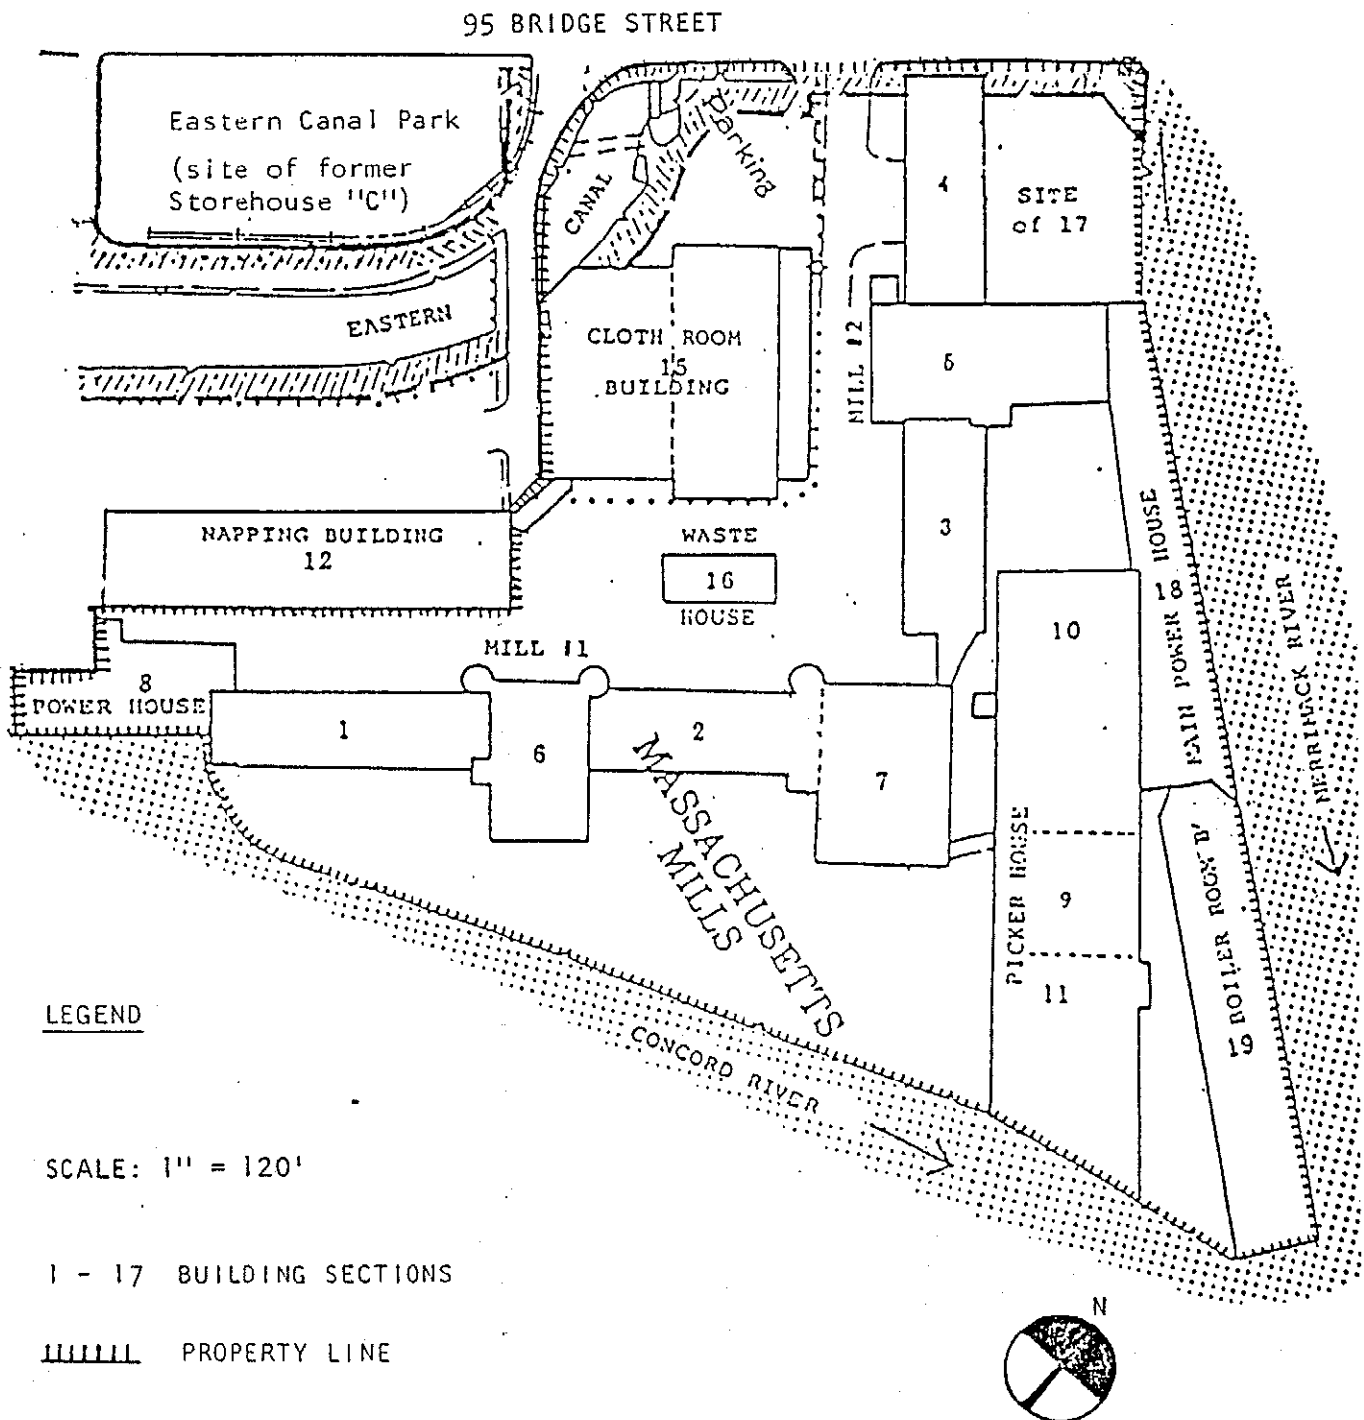 95 BRIDGE STREET
Eastern Canal Park
(site of former
Storehouse "C")
Parking
CANAL
EASTERN
4
SITE
of 17
CLOTH ROOM
15
BUILDING
MILL #2
5
NAPPING BUILDING
12
WASTE
16
HOUSE
3
10
MAIN POWER HOUSE
18
MERRIMACK RIVER
MILL #1
8
POWER HOUSE
1
6
2
7
MASSACHUSETTS
MILLS
PICKER HOUSE
9
11
BOILER ROOM 'B'
19
CONCORD RIVER
LEGEND
SCALE: 1" = 120'
1 - 17 BUILDING SECTIONS
PROPERTY LINE
N